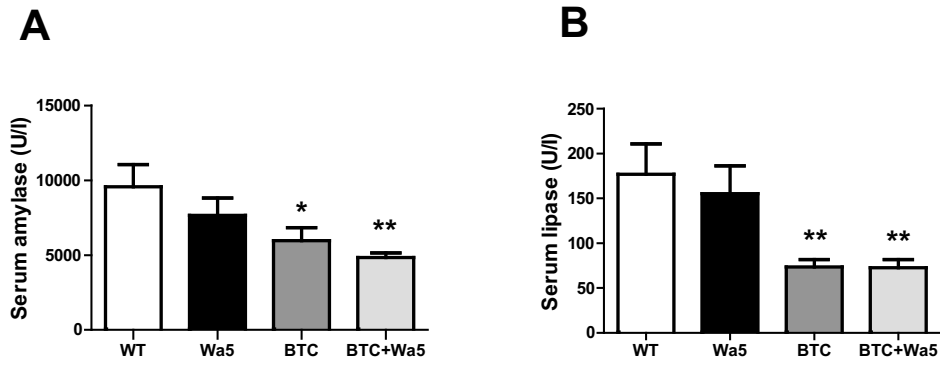 A
Serum amylase (U/l)
15000
10000
5000
0
*
**
WT Wa5 BTC BTC+Wa5
B
Serum lipase (U/l)
250
200
150
100
50
0
** **
WT Wa5 BTC BTC+Wa5